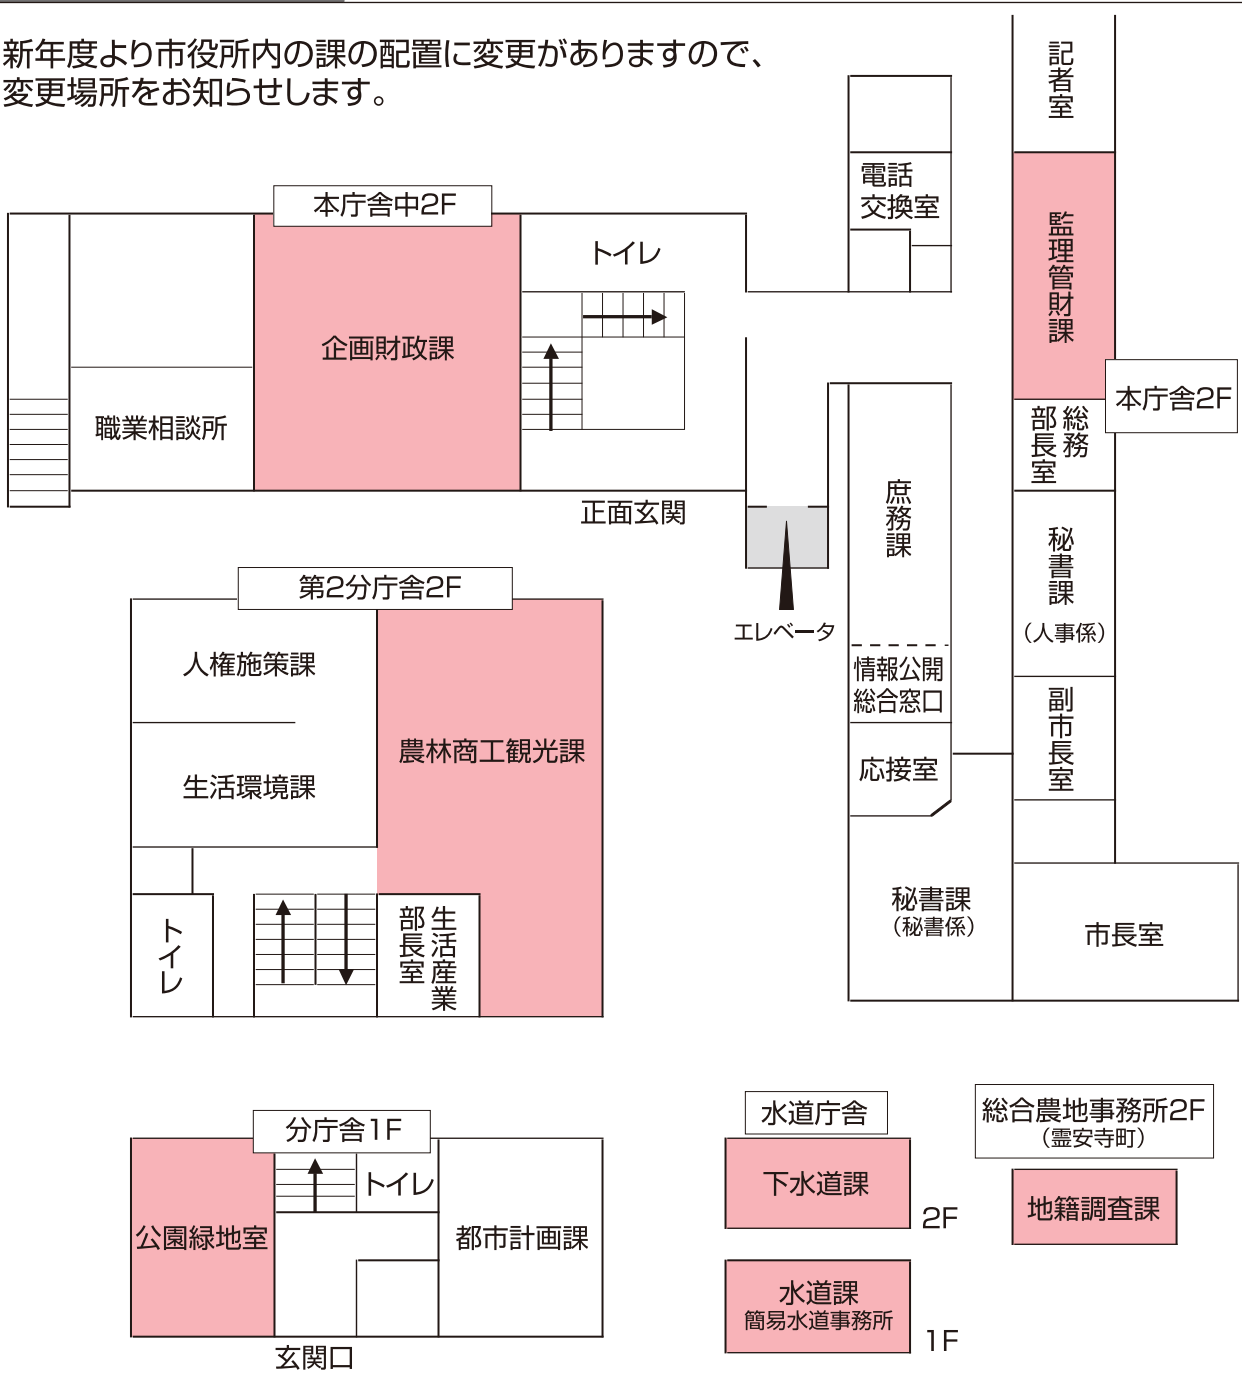 新年度より市役所内の課の配置に変更がありますので、
変更場所をお知らせします。
本庁舎中2F
トイレ
企画財政課
職業相談所
正面玄関
エレベータ
電話
交換室
記者室
監理管財課
本庁舎2F
総務
部長室
庶務課
秘書課
（人事係）
情報公開
総合窓口
副市長室
応接室
秘書課
（秘書係）
市長室
第2分庁舎2F
人権施策課
生活環境課
農林商工観光課
トイレ
生活産業
部長室
分庁舎1F
トイレ
公園緑地室
都市計画課
玄関口
水道庁舎
下水道課
2F
水道課
簡易水道事務所
1F
総合農地事務所2F
（霊安寺町）
地籍調査課